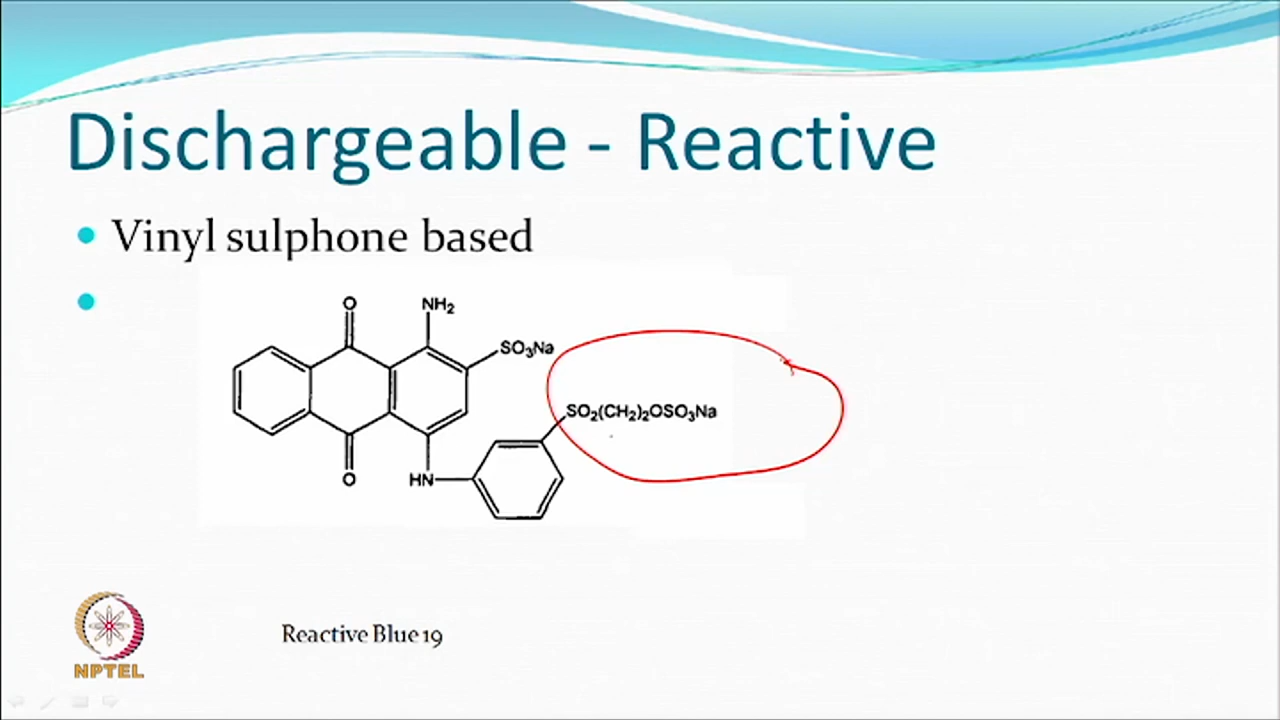 Dischargeable - Reactive
Vinyl sulphone based
O
NH₂
SO₃Na
SO₂(CH₂)₂OSO₃Na
O
HN
Reactive Blue 19
NPTEL